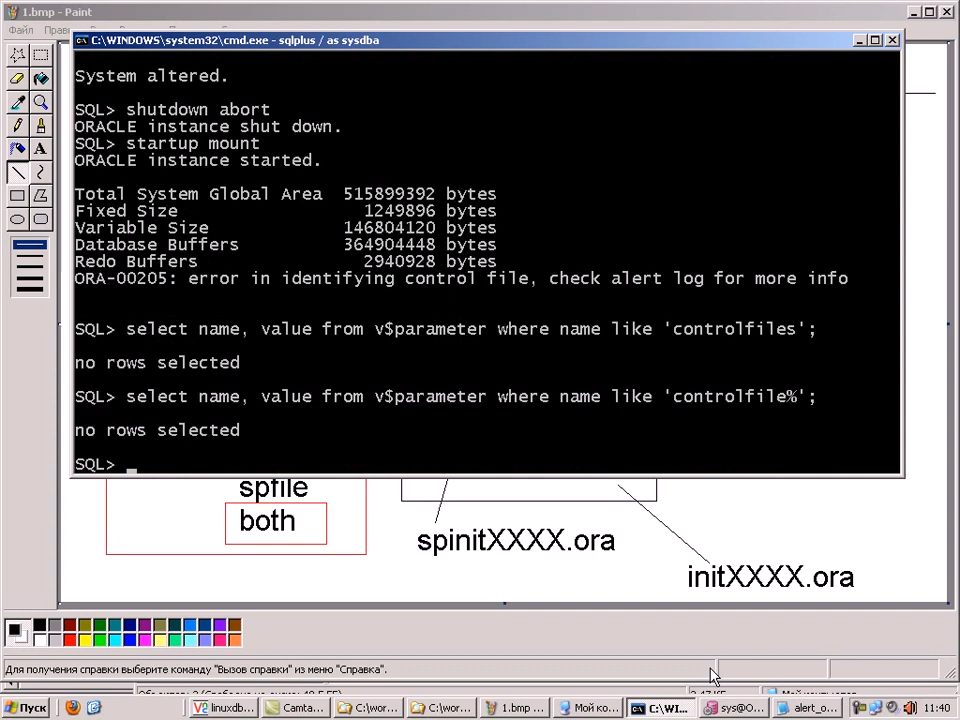 1.bmp - Paint
Файл
C:\WINDOWS\system32\cmd.exe - sqlplus / as sysdba
System altered.
SQL> shutdown abort
ORACLE instance shut down.
SQL> startup mount
ORACLE instance started.
Total System Global Area 515899392 bytes
Fixed Size 1249896 bytes
Variable Size 146804120 bytes
Database Buffers 364904448 bytes
Redo Buffers 2940928 bytes
ORA-00205: error in identifying control file, check alert log for more info
SQL> select name, value from v$parameter where name like 'controlfiles';
no rows selected
SQL> select name, value from v$parameter where name like 'controlfile%';
no rows selected
SQL> _
spfile
both
spinitXXXX.ora
initXXXX.ora
Для получения справки выберите команду "Вызов справки" из меню "Справка".
Пуск
linuxdb...
Camta...
C:\wor...
C:\wor...
1.bmp ...
Мой ко...
C:\WI...
sys@O...
alert_o...
11:40